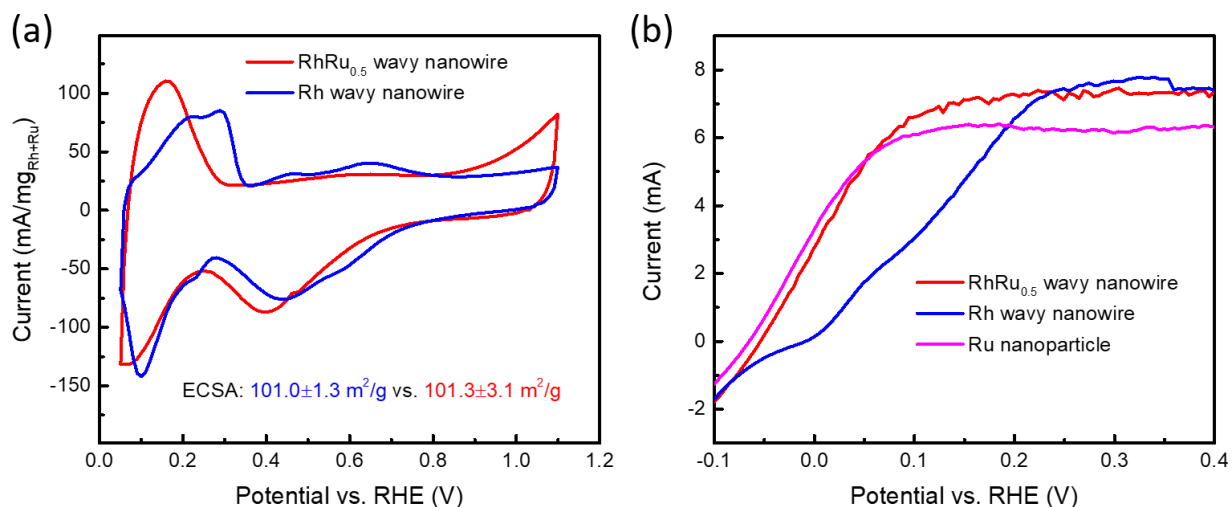 (a)
RhRu0.5 wavy nanowire
Rh wavy nanowire
100
50
0
-50
-100
-150
Current (mA/mgRh+Ru)
ECSA: 101.0±1.3 m²/g vs. 101.3±3.1 m²/g
0.0 0.2 0.4 0.6 0.8 1.0 1.2
Potential vs. RHE (V)
(b)
8
6
4
2
0
-2
Current (mA)
RhRu0.5 wavy nanowire
Rh wavy nanowire
Ru nanoparticle
-0.1 0.0 0.1 0.2 0.3 0.4
Potential vs. RHE (V)